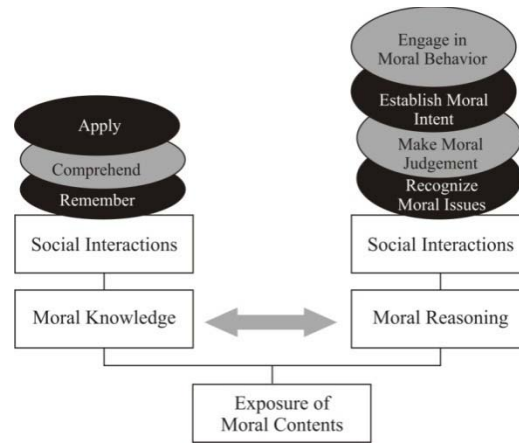 Apply
Comprehend
Remember
Social Interactions
Moral Knowledge
Engage in
Moral Behavior
Establish Moral
Intent
Make Moral
Judgement
Recognize
Moral Issues
Social Interactions
Moral Reasoning
Exposure of
Moral Contents